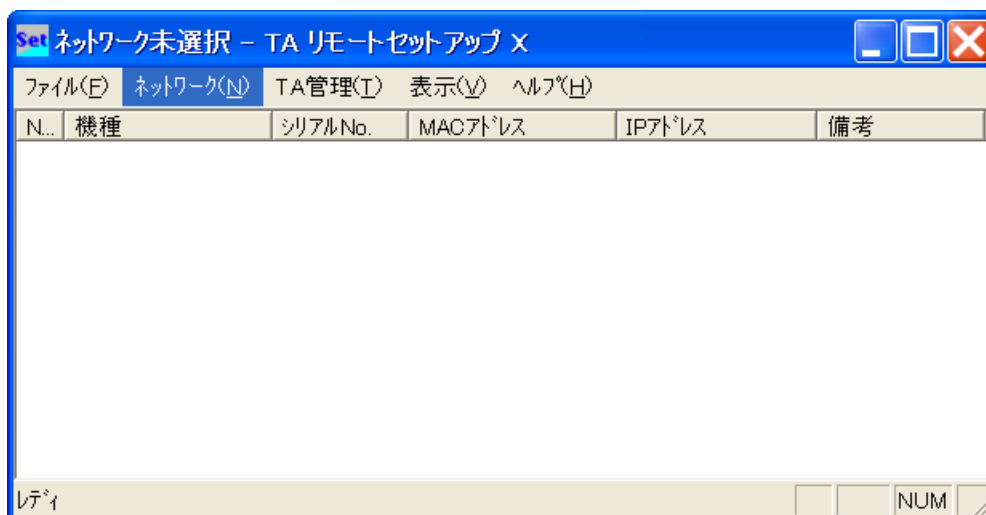 Set ネットワーク未選択 - TA リモートセットアップ X
ファイル(F) ネットワーク(N) TA管理(T) 表示(V) ヘルプ(H)
N... 機種 シリアルNo. MACアドレス IPアドレス 備考
レディ NUM